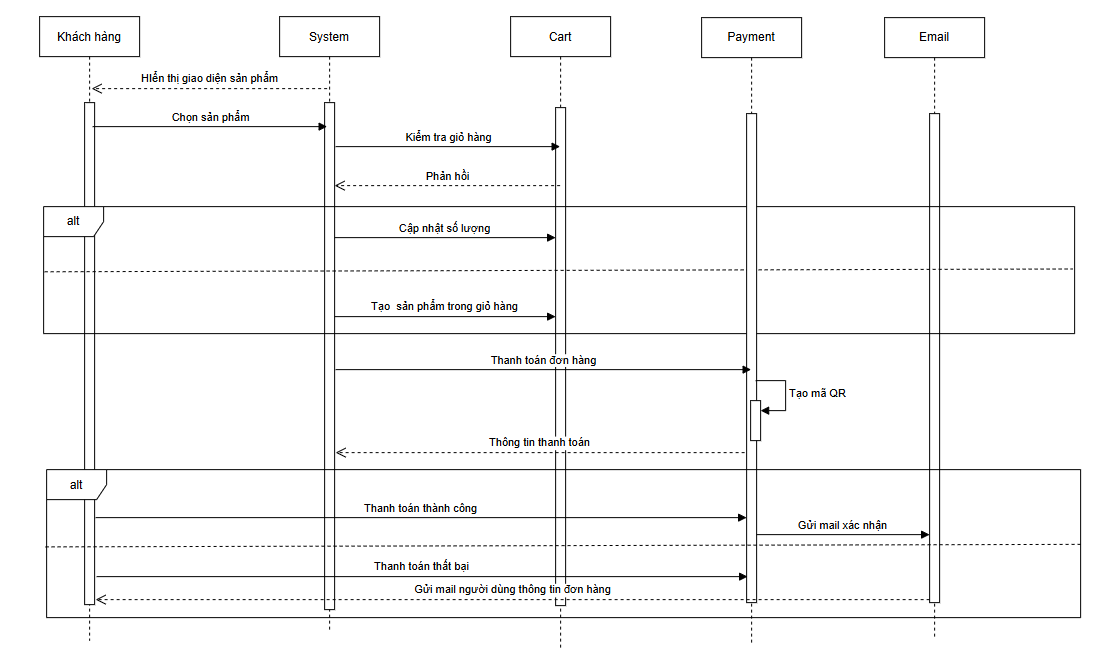 Khách hàng
System
Cart
Payment
Email
HIển thị giao diện sản phẩm
Chọn sản phẩm
Kiểm tra giỏ hàng
Phản hồi
alt
Cập nhật số lượng
Tạo sản phẩm trong giỏ hàng
Thanh toán đơn hàng
Tạo mã QR
Thông tin thanh toán
alt
Thanh toán thành công
Gửi mail xác nhận
Thanh toán thất bại
Gửi mail người dùng thông tin đơn hàng